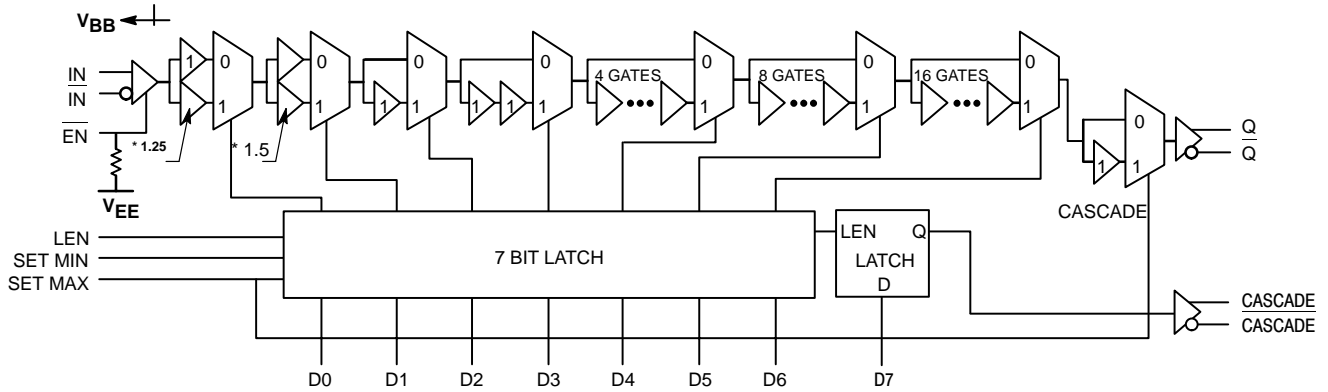 VBB
1 0
1
0
1
0
1
0
1 1 1
4 GATES
0
1
8 GATES
0
1
16 GATES
0
1
IN
IN
EN
* 1.25
* 1.5
VEE
0
1 1
CASCADE
Q
Q
LEN
SET MIN
SET MAX
7 BIT LATCH
LEN Q
LATCH
D
CASCADE
CASCADE
D0 D1 D2 D3 D4 D5 D6 D7